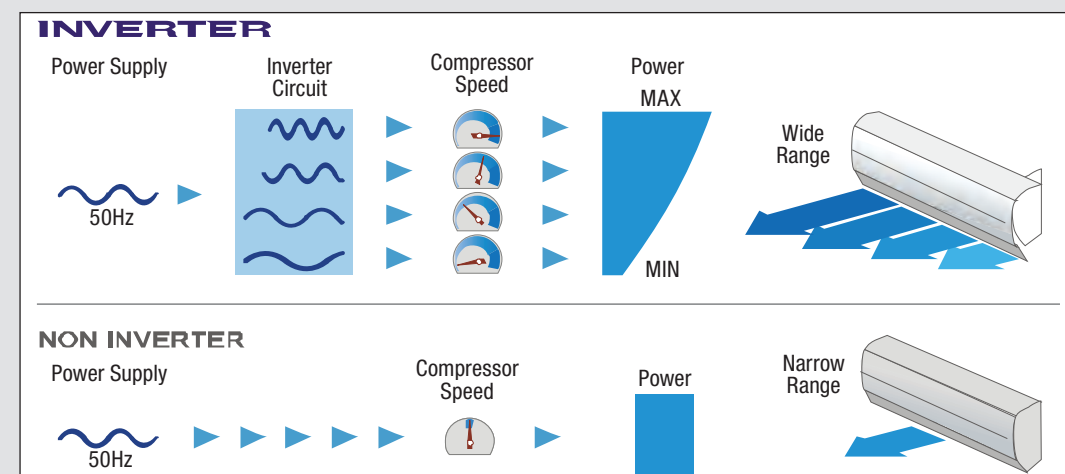 INVERTER
Power Supply
Inverter
Circuit
Compressor
Speed
Power
MAX
Wide
Range
50Hz
MIN
NON INVERTER
Power Supply
Compressor
Speed
Power
Narrow
Range
50Hz